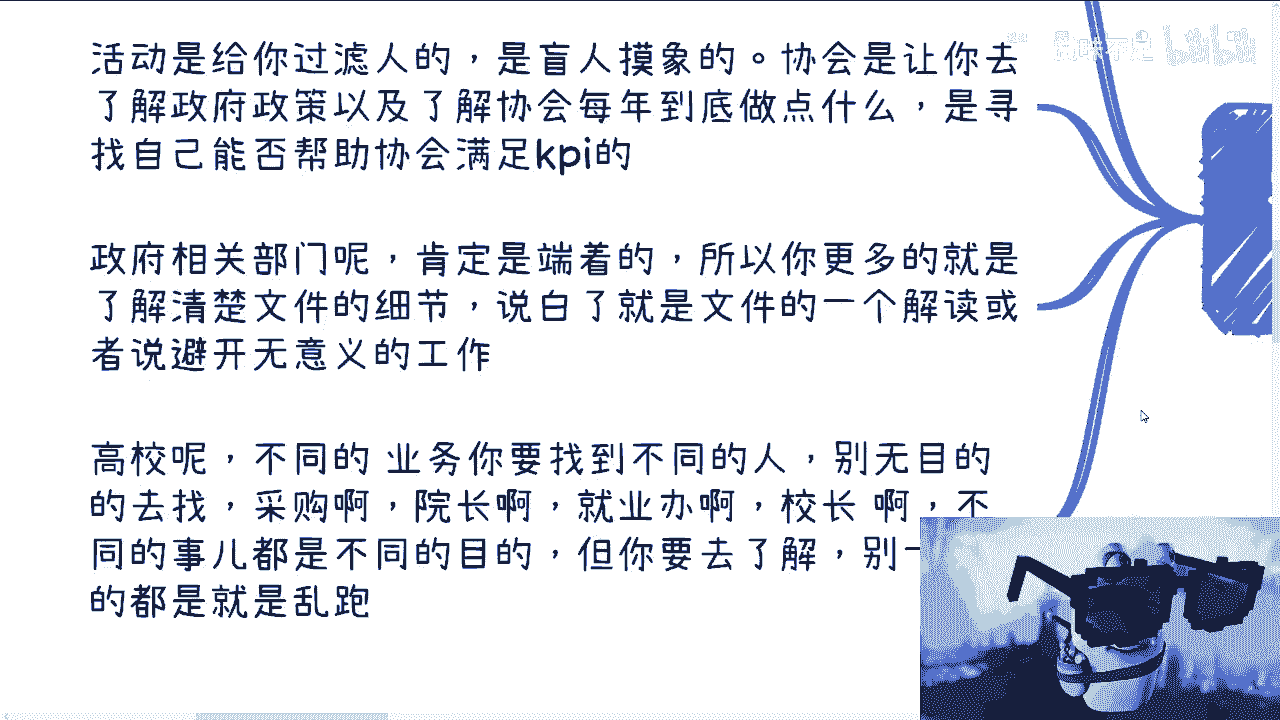 活动是给你过滤人的，是盲人摸象的。协会是让你去
了解政府政策以及了解协会每年到底做点什么，是寻
找自己能否帮助协会满足kpi的
政府相关部门呢，肯定是端着的，所以你更多的就是
了解清楚文件的细节，说白了就是文件的一个解读或
者说避开无意义的工作
高校呢，不同的 业务你要找到不同的人，别无目的
的去找，采购啊，院长啊，就业办啊，校长 啊，不
同的事儿都是不同的目的，但你要去了解，别一
的都是就是乱跑